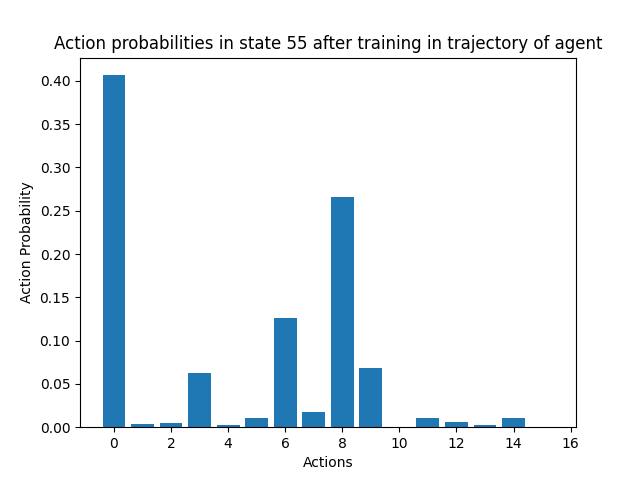 Action probabilities in state 55 after training in trajectory of agent
0.40
0.35
0.30
0.25
0.20
0.15
0.10
0.05
0.00
Action Probability
0 2 4 6 8 10 12 14 16
Actions